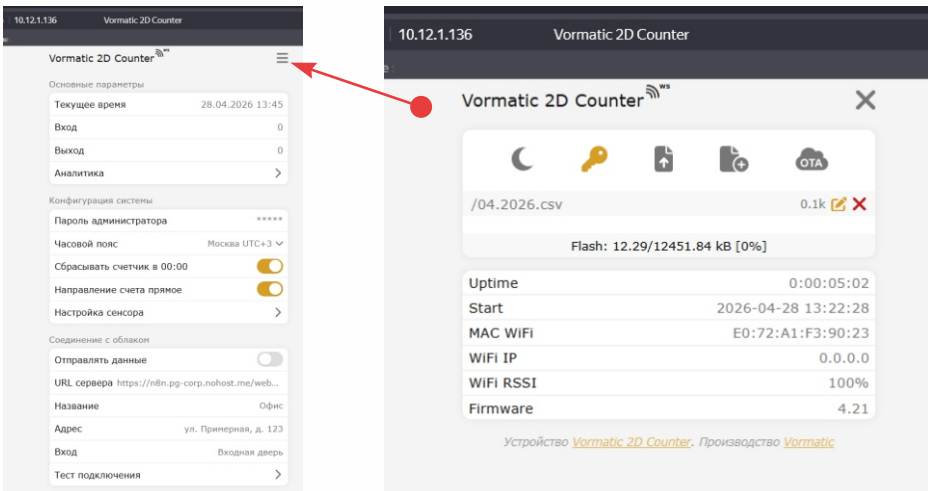 10.12.1.136 Vormatic 2D Counter
Vormatic 2D Counter ws
Основные параметры
Текущее время 28.04.2026 13:45
Вход 0
Выход 0
Аналитика
Конфигурация системы
Пароль администратора *****
Часовой пояс Москва UTC+3
Сбрасывать счетчик в 00:00
Направление счета прямое
Настройка сенсора
Соединение с облаком
Отправлять данные
URL сервера https://n8n.pg-corp.nohost.me/web...
Название Офис
Адрес ул. Примерная, д. 123
Вход Входная дверь
Тест подключения
10.12.1.136 Vormatic 2D Counter
Vormatic 2D Counter ws
OTA
/04.2026.csv 0.1k
Flash: 12.29/12451.84 kB [0%]
Uptime 0:00:05:02
Start 2026-04-28 13:22:28
MAC WiFi E0:72:A1:F3:90:23
WiFi IP 0.0.0.0
WiFi RSSI 100%
Firmware 4.21
Устройство Vormatic 2D Counter. Производство Vormatic